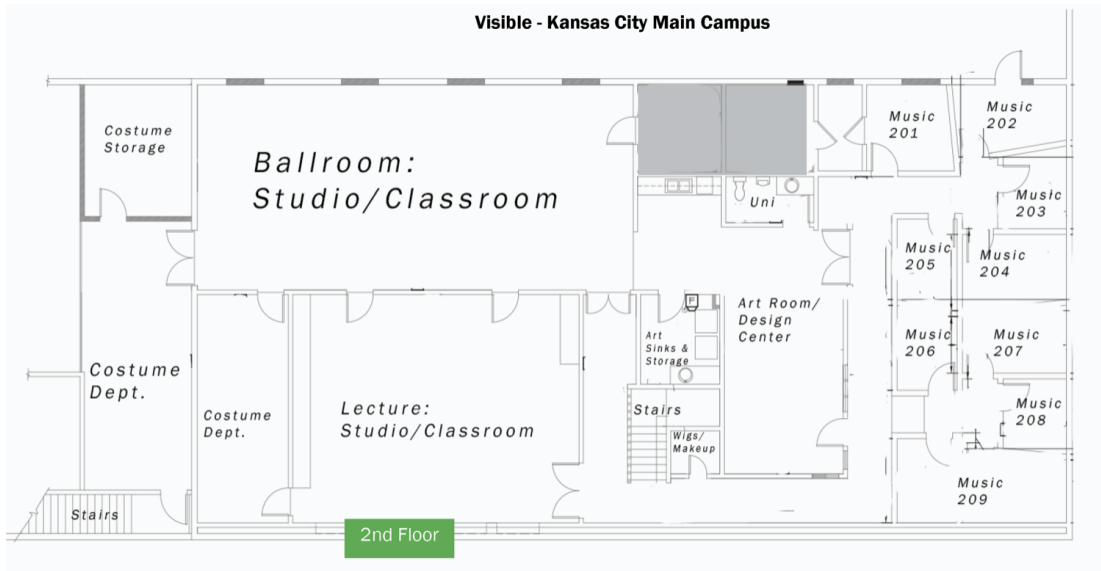 Visible - Kansas City Main Campus
Costume
Storage
Ballroom:
Studio/Classroom
Uni
Music
201
Music
202
Music
203
Music
204
Music
205
Music
206
Music
207
Music
208
Music
209
Art Room/
Design
Center
Art
Sinks &
Storage
F
Stairs
Wigs/
Makeup
Costume
Dept.
Costume
Dept.
Lecture:
Studio/Classroom
Stairs
2nd Floor